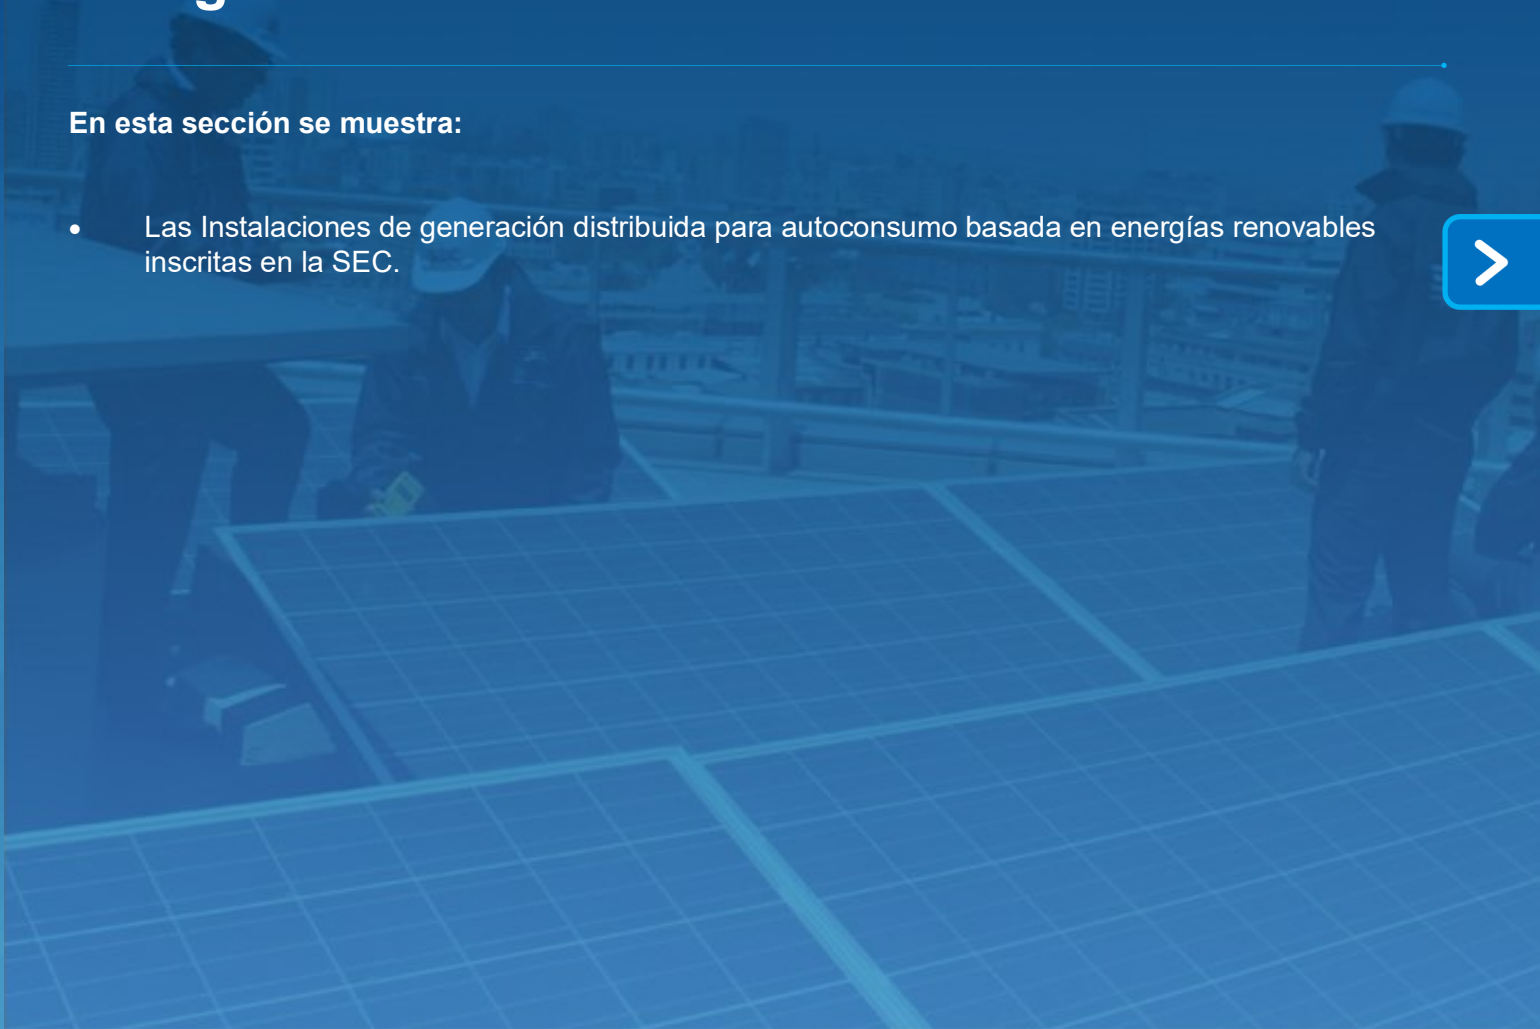 En esta sección se muestra:
• Las Instalaciones de generación distribuida para autoconsumo basada en energías renovables
inscritas en la SEC.